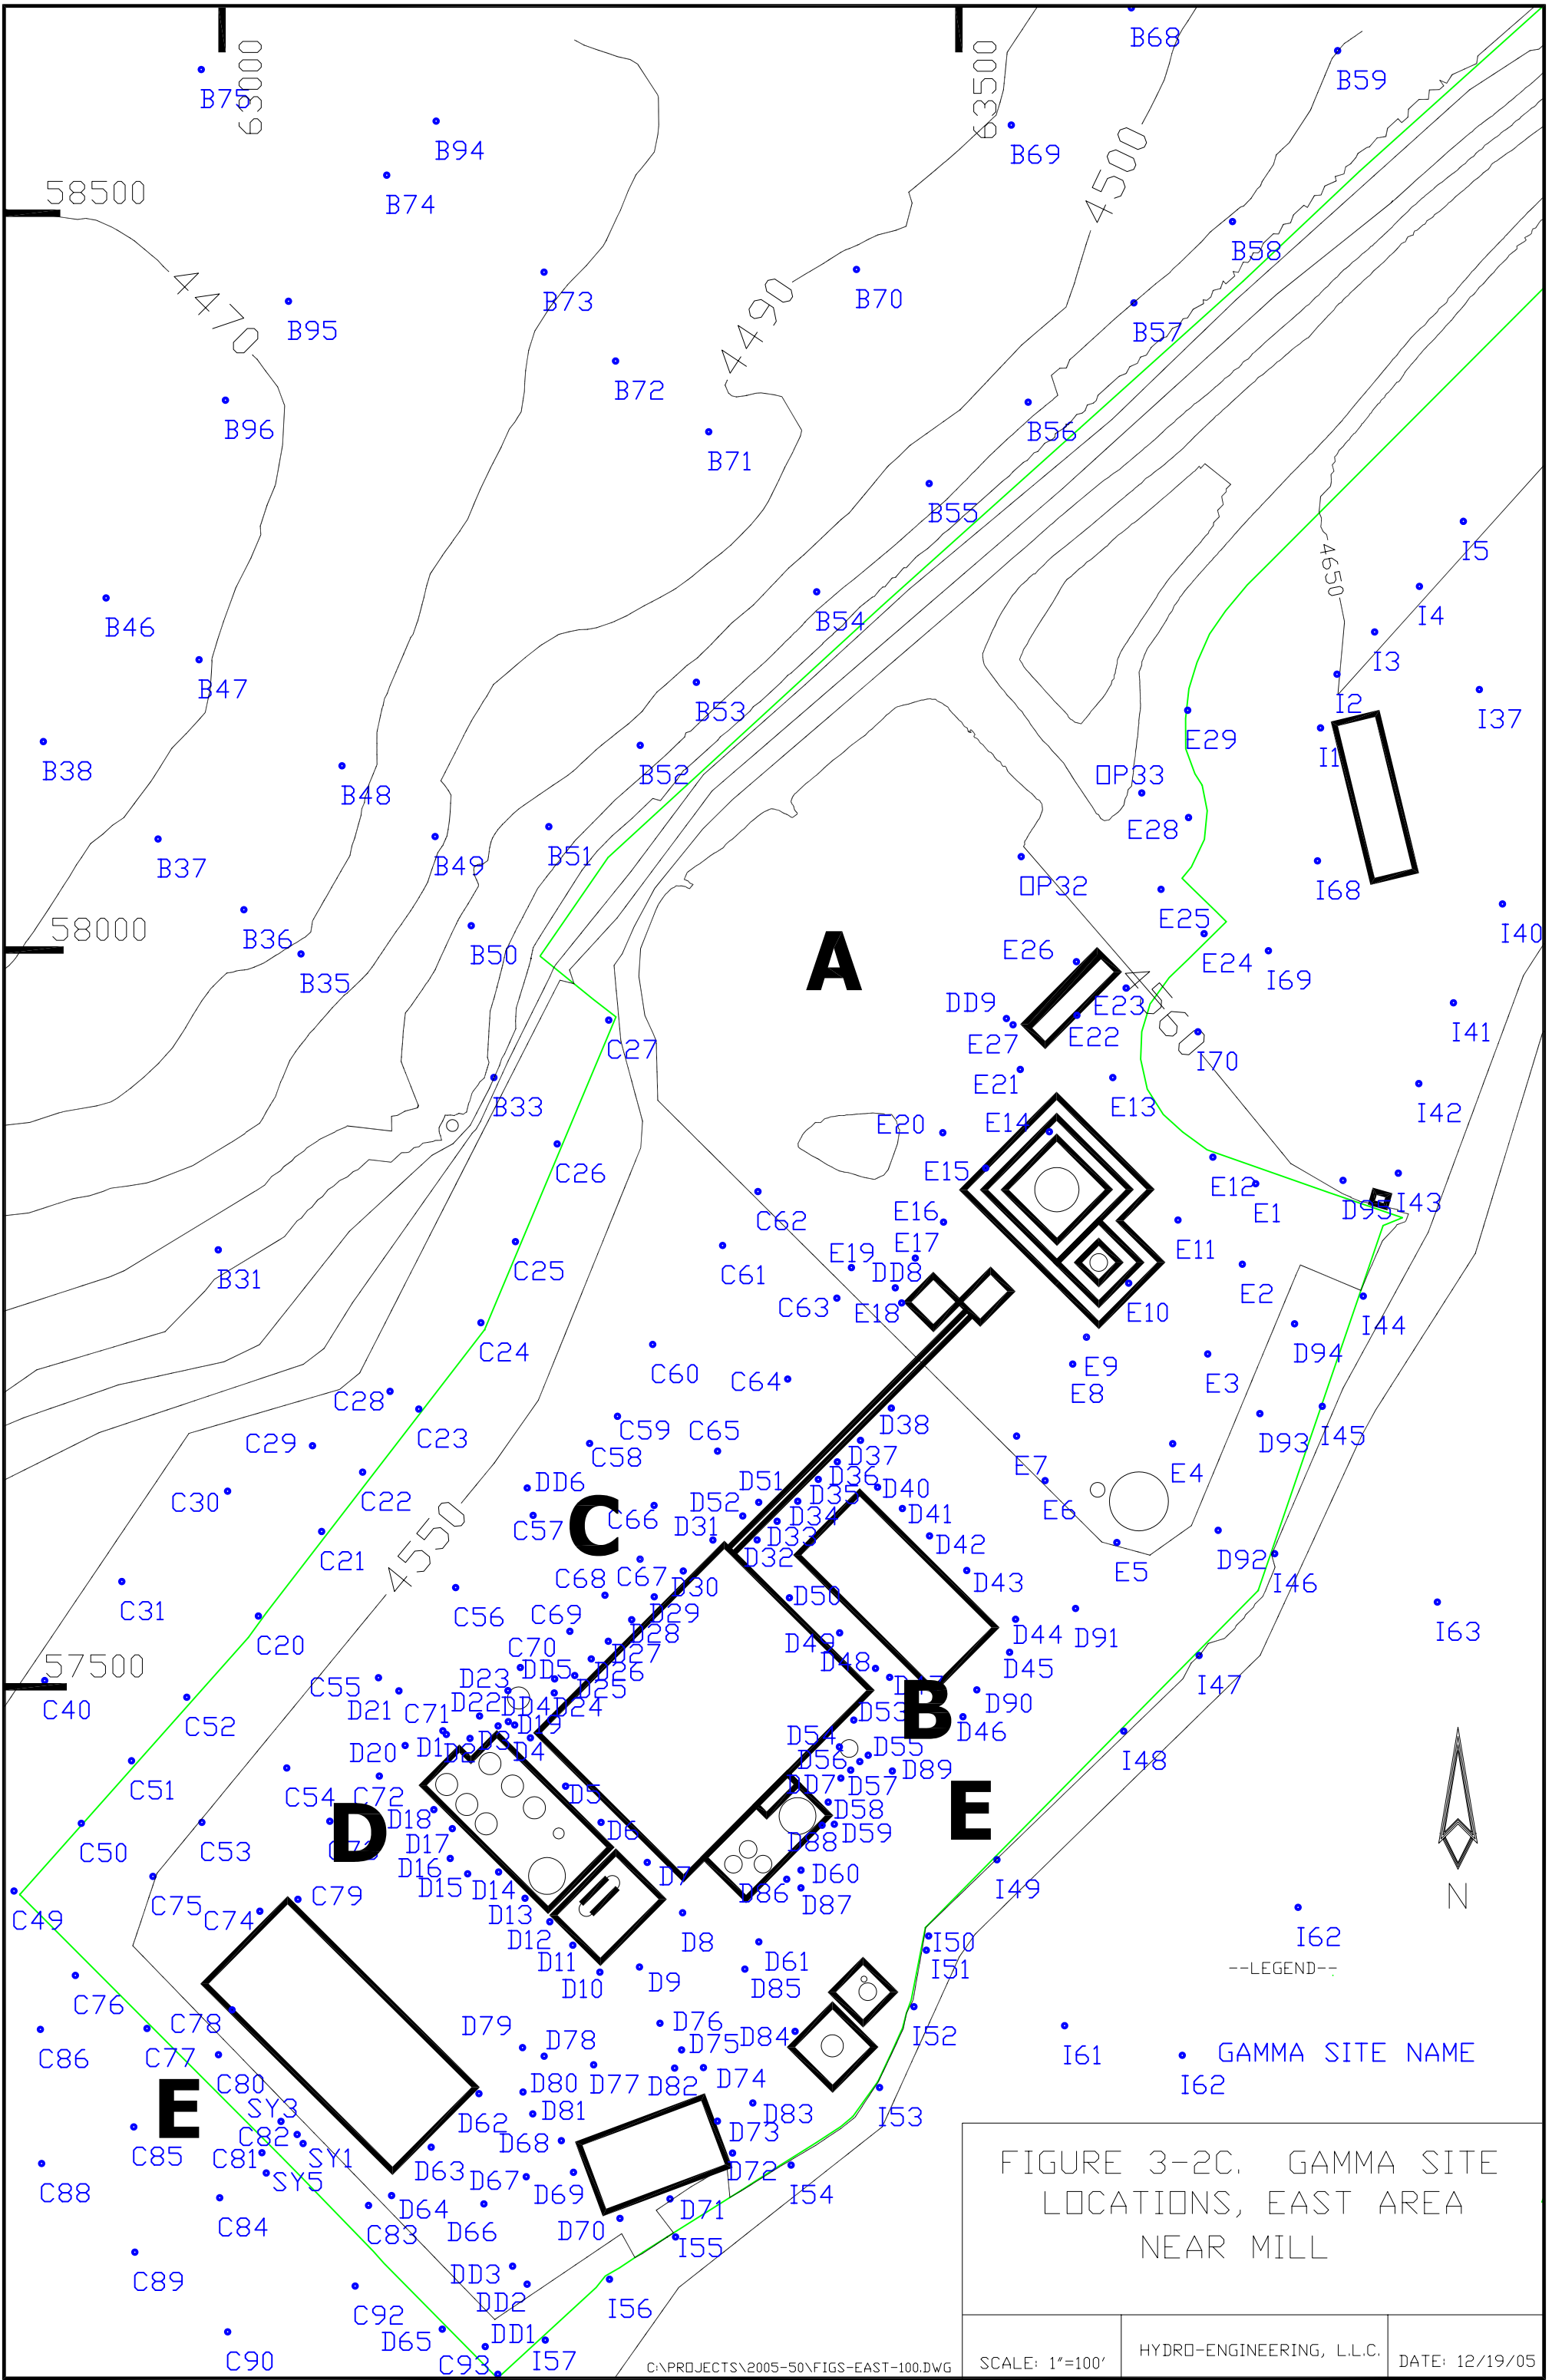 B68
B59
B75
63000
63500
B94
B69
4500
58500
B74
B58
4470
B95
B73
4490
B70
B57
B72
B96
B71
B56
B55
I5
4650
B46
B54
I4
I3
B47
B53
I2
I37
E29
I1
B38
B52
OP33
B48
E28
B37
B49
B51
OP32
I68
E25
58000
B36
B50
A
E26
E24
I69
I40
B35
DD9
E23
4560
E22
I41
C27
E27
I70
E21
E13
I42
B33
E20
E14
C26
E15
E12
E1
D95
I43
C62
E16
E11
B31
C25
C61
E19
E17
DD8
E2
C63
E18
E10
I44
C24
C60
C64
E9
E3
D94
C28
E8
C23
C59
C65
D38
D93
I45
C29
C58
D37
E7
E4
C22
DD6
D36
D40
C30
C
C66
D52
D51
D35
D41
E6
C57
D34
C21
D31
D33
D42
D92
4550
D32
E5
C67
D30
D43
I46
C31
C56
C68
D50
C20
C69
D29
D49
D44
D91
I63
D28
57500
C70
D27
D48
D45
C55
D23
DD5
D26
D47
I47
C40
D21
D25
D90
C52
C71
D22
DD4
D24
B
D53
D46
D20
D1
D2
D3
D19
D4
D54
D55
I48
C51
D56
D89
C54
C72
DD7
D57
D5
E
D18
D58
C50
C53
D
C73
D17
D6
D88
D59
D16
D7
D60
C75
D15
D14
D86
I49
C49
C74
C79
D13
D87
N
D12
D8
I50
I62
D11
D61
I51
D10
D9
D85
--LEGEND--
C76
C78
D79
D76
D84
I52
D78
D75
C86
C77
I61
GAMMA SITE NAME
C80
D77
D82
D74
I62
E
D80
I53
SY3
D81
D83
D62
C85
C82
D68
D73
C81
SY1
D63
D72
C88
SY5
D67
D69
I54
C84
D64
D66
D71
C83
D70
I55
C89
DD3
DD2
C92
I56
D65
DD1
C90
C93
I57
FIGURE 3-2C. GAMMA SITE
LOCATIONS, EAST AREA
NEAR MILL
C:\PROJECTS\2005-50\FIGS-EAST-100.DWG
SCALE: 1"=100'
HYDRO-ENGINEERING, L.L.C.
DATE: 12/19/05